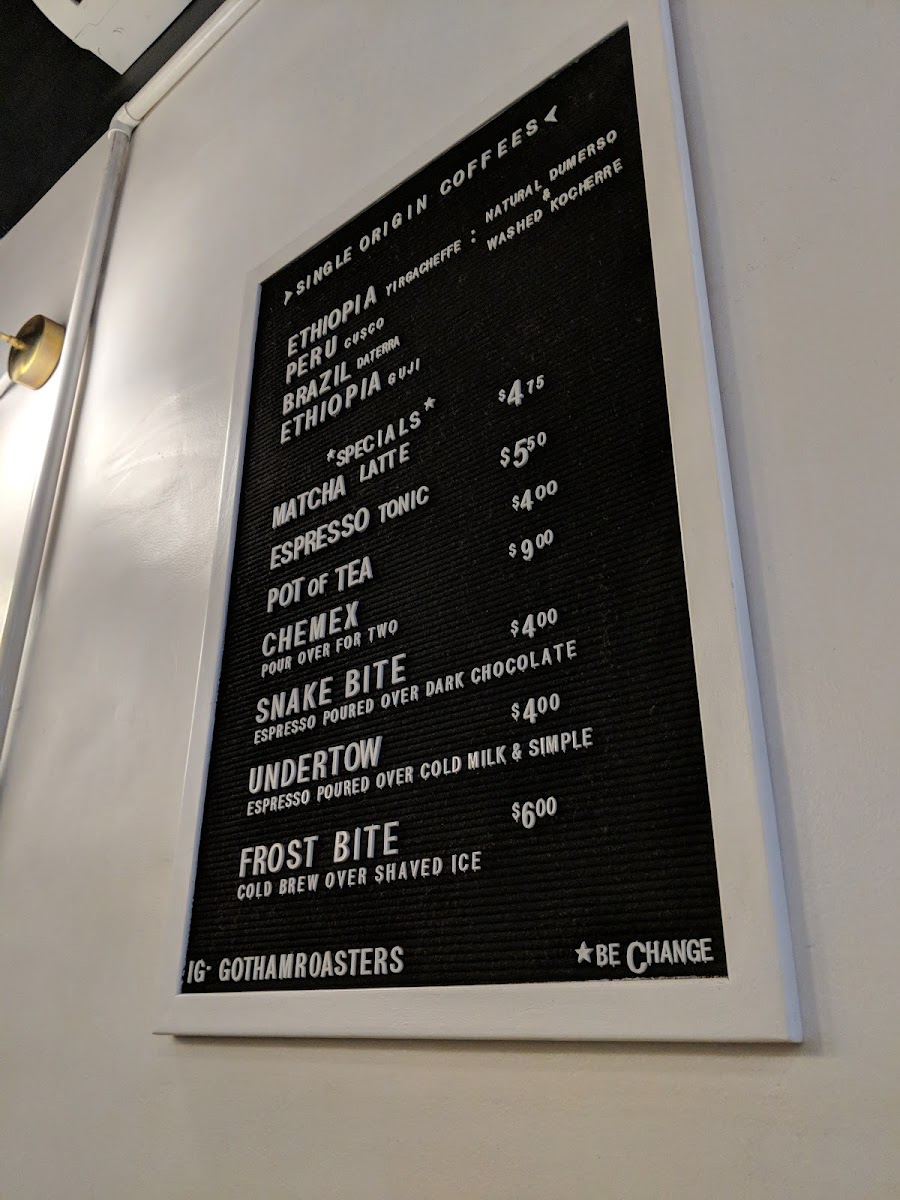 >SINGLE ORIGIN COFFEES<
ETHIOPIA YIRGACHEFFE : NATURAL DUMERSO
&
WASHED KOCHERRE
PERU CUSCO
BRAZIL DATERRA
ETHIOPIA GUJI
*SPECIALS*
MATCHA LATTE $4.75
ESPRESSO TONIC $5.50
POT OF TEA $4.00
CHEMEX $9.00
POUR OVER FOR TWO
SNAKE BITE $4.00
ESPRESSO POURED OVER DARK CHOCOLATE
UNDERTOW $4.00
ESPRESSO POURED OVER COLD MILK & SIMPLE
FROST BITE $6.00
COLD BREW OVER SHAVED ICE
IG- GOTHAMROASTERS
★BE CHANGE